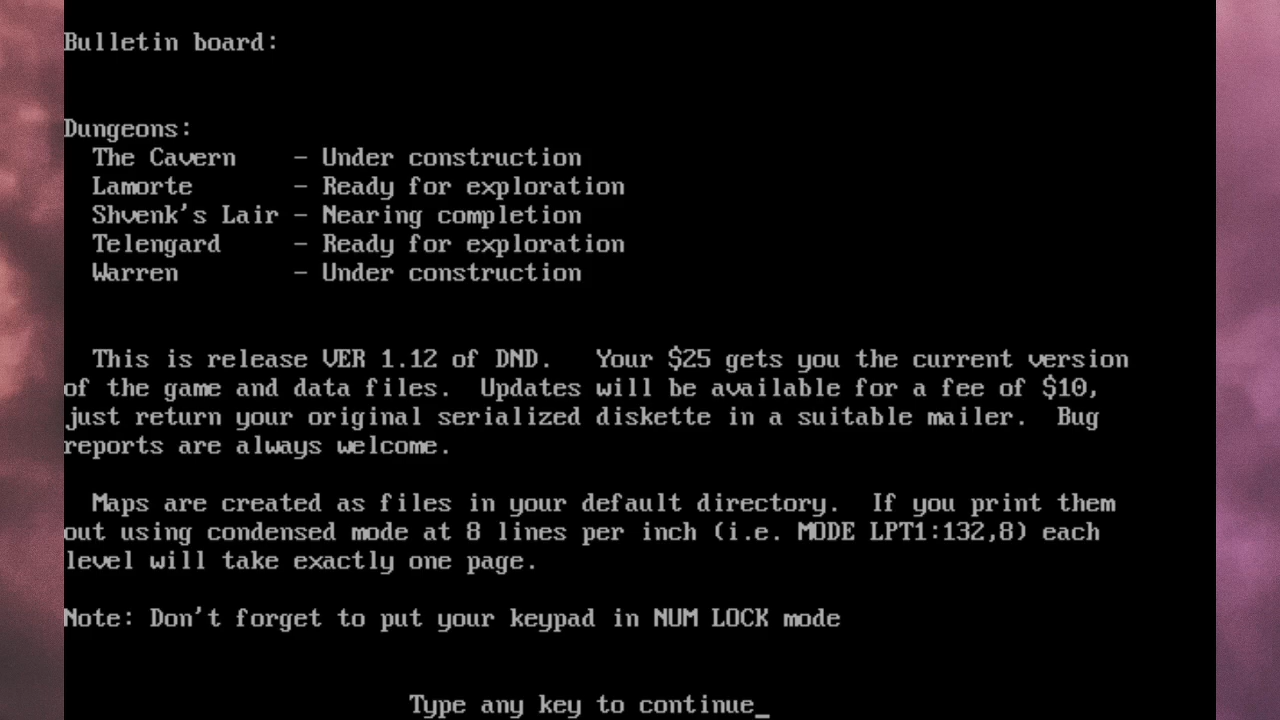 Bulletin board:
Dungeons:
The Cavern    - Under construction
Lamorte       - Ready for exploration
Shvenk's Lair - Nearing completion
Telengard     - Ready for exploration
Warren        - Under construction
This is release VER 1.12 of DND.   Your $25 gets you the current version
of the game and data files.  Updates will be available for a fee of $10,
just return your original serialized diskette in a suitable mailer.  Bug
reports are always welcome.
Maps are created as files in your default directory.  If you print them
out using condensed mode at 8 lines per inch (i.e. MODE LPT1:132,8) each
level will take exactly one page.
Note: Don't forget to put your keypad in NUM LOCK mode
Type any key to continue_